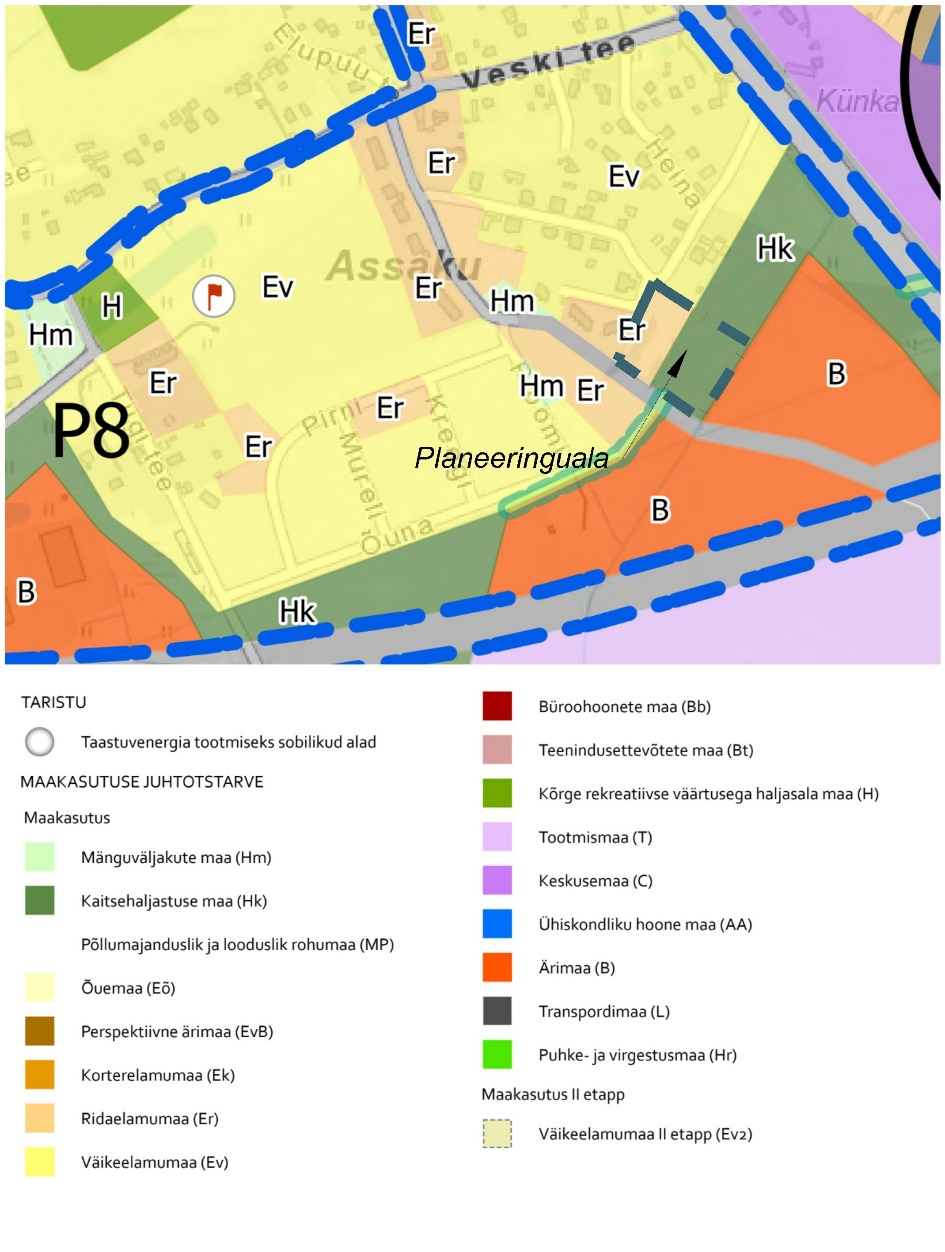 Er
Elupuu t
Veski tee
Künka
ee
Er
Ev
Helna
Hk
Assaku
Ev
Er
Hm
H
Hm
Er
Er
B
Hm
Er
Er
P8
tee
Pirni
Er
Kreegi
Mureli
oomi
Planeeringuala
Õuna
B
B
Hk
TARISTU
Taastuvenergia tootmiseks sobilikud alad
MAAKASUTUSE JUHTOTSTARVE
Maakasutus
Mänguväljakute maa (Hm)
Kaitsehaljastuse maa (Hk)
Põllumajanduslik ja looduslik rohumaa (MP)
Õuemaa (Eõ)
Perspektiivne ärimaa (EvB)
Korterelamumaa (Ek)
Ridaelamumaa (Er)
Väikeelamumaa (Ev)
Büroohoonete maa (Bb)
Teenindusettevõtete maa (Bt)
Kõrge rekreatiivse väärtusega haljasala maa (H)
Tootmismaa (T)
Keskusemaa (C)
Ühiskondliku hoone maa (AA)
Ärimaa (B)
Transpordimaa (L)
Puhke- ja virgestusmaa (Hr)
Maakasutus II etapp
Väikeelamumaa II etapp (Ev2)